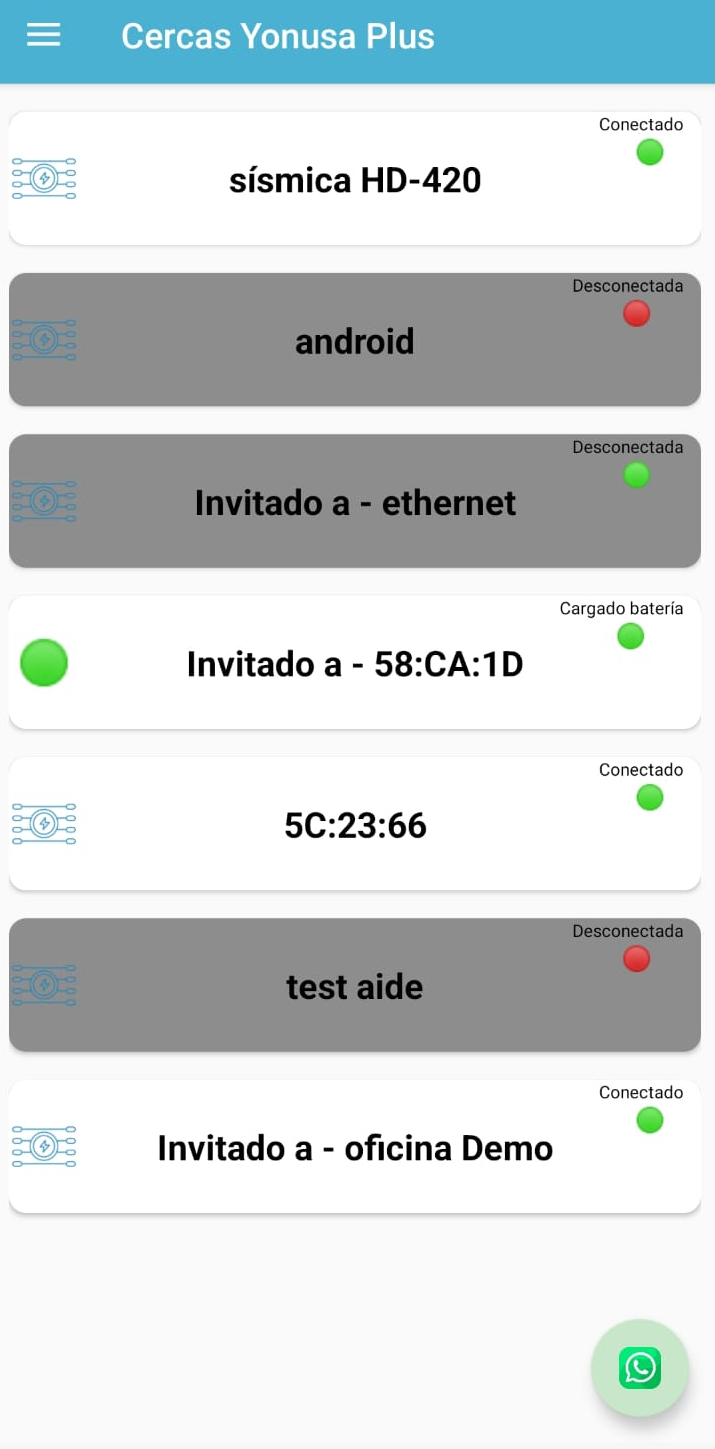 Cercas Yonusa Plus
Conectado
sísmica HD-420
Desconectada
android
Desconectada
Invitado a - ethernet
Cargado batería
Invitado a - 58:CA:1D
Conectado
5C:23:66
Desconectada
test aide
Conectado
Invitado a - oficina Demo